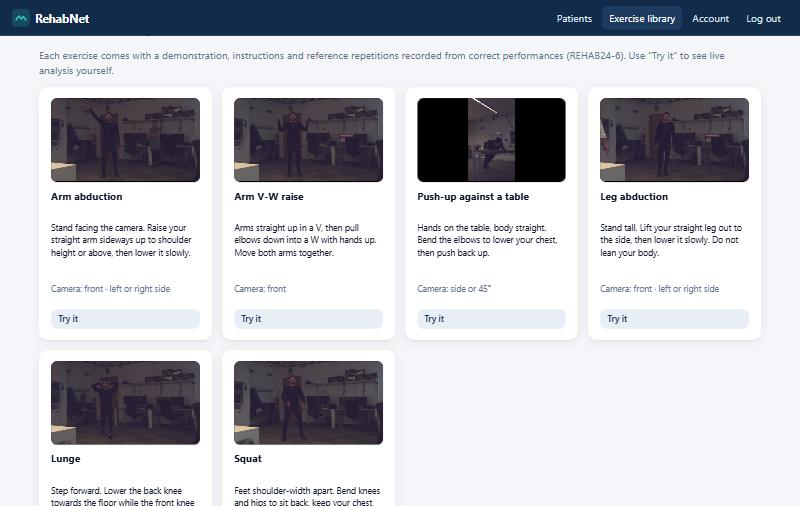 RehabNet
Patients
Exercise library
Account
Log out
Each exercise comes with a demonstration, instructions and reference repetitions recorded from correct performances (REHAB24-6). Use “Try it” to see live
analysis yourself.
Arm abduction
Stand facing the camera. Raise your
straight arm sideways up to shoulder
height or above, then lower it slowly.
Camera: front · left or right side
Try it
Arm V-W raise
Arms straight up in a V, then pull
elbows down into a W with hands up.
Move both arms together.
Camera: front
Try it
Push-up against a table
Hands on the table, body straight.
Bend the elbows to lower your chest,
then push back up.
Camera: side or 45°
Try it
Leg abduction
Stand tall. Lift your straight leg out to
the side, then lower it slowly. Do not
lean your body.
Camera: front · left or right side
Try it
Lunge
Step forward. Lower the back knee
towards the floor while the front knee
Squat
Feet shoulder-width apart. Bend knees
and hips to sit back, keep your chest